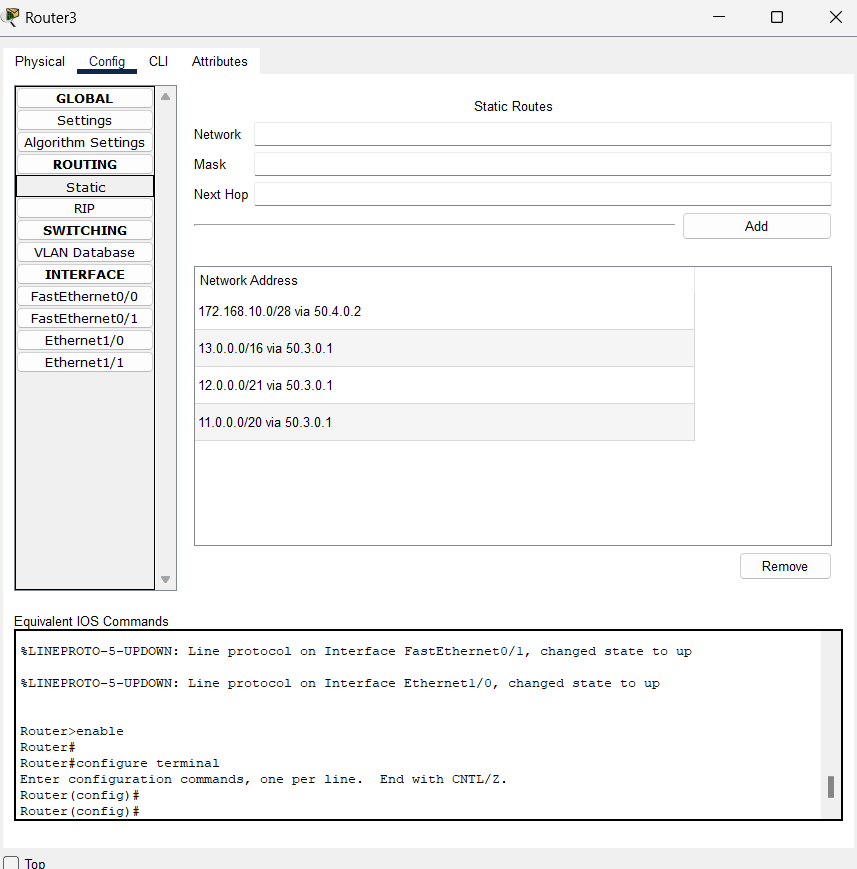 Router3
Physical Config CLI Attributes
GLOBAL
Settings
Algorithm Settings
ROUTING
Static
RIP
SWITCHING
VLAN Database
INTERFACE
FastEthernet0/0
FastEthernet0/1
Ethernet1/0
Ethernet1/1
Static Routes
Network
Mask
Next Hop
Add
Network Address
172.168.10.0/28 via 50.4.0.2
13.0.0.0/16 via 50.3.0.1
12.0.0.0/21 via 50.3.0.1
11.0.0.0/20 via 50.3.0.1
Remove
Equivalent IOS Commands
%LINEPROTO-5-UPDOWN: Line protocol on Interface FastEthernet0/1, changed state to up
%LINEPROTO-5-UPDOWN: Line protocol on Interface Ethernet1/0, changed state to up
Router>enable
Router#
Router#configure terminal
Enter configuration commands, one per line.  End with CNTL/Z.
Router(config)#
Router(config)#
Top